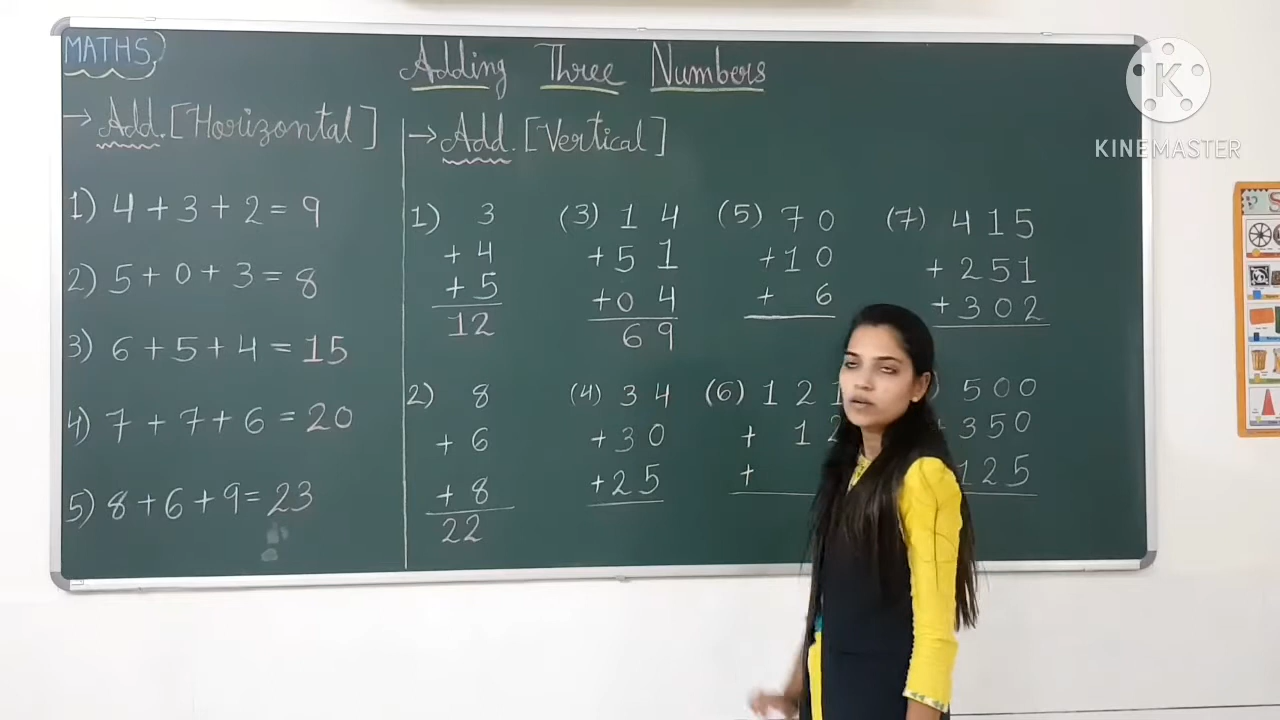 MATHS
Adding Three Numbers
→ Add. [Horizontal]
1) 4 + 3 + 2 = 9
2) 5 + 0 + 3 = 8
3) 6 + 5 + 4 = 15
4) 7 + 7 + 6 = 20
5) 8 + 6 + 9 = 23
→ Add. [Vertical]
1) 3
+ 4
+ 5
12
2) 8
+ 6
+ 8
22
(3) 1 4
+ 5 1
+ 0 4
6 9
(4) 3 4
+ 3 0
+ 2 5
(5) 7 0
+ 1 0
+ 6
(6) 1 2 1
+ 1 2
+
(7) 4 1 5
+ 2 5 1
+ 3 0 2
) 5 0 0
+ 3 5 0
1 2 5
K
KINEMASTER